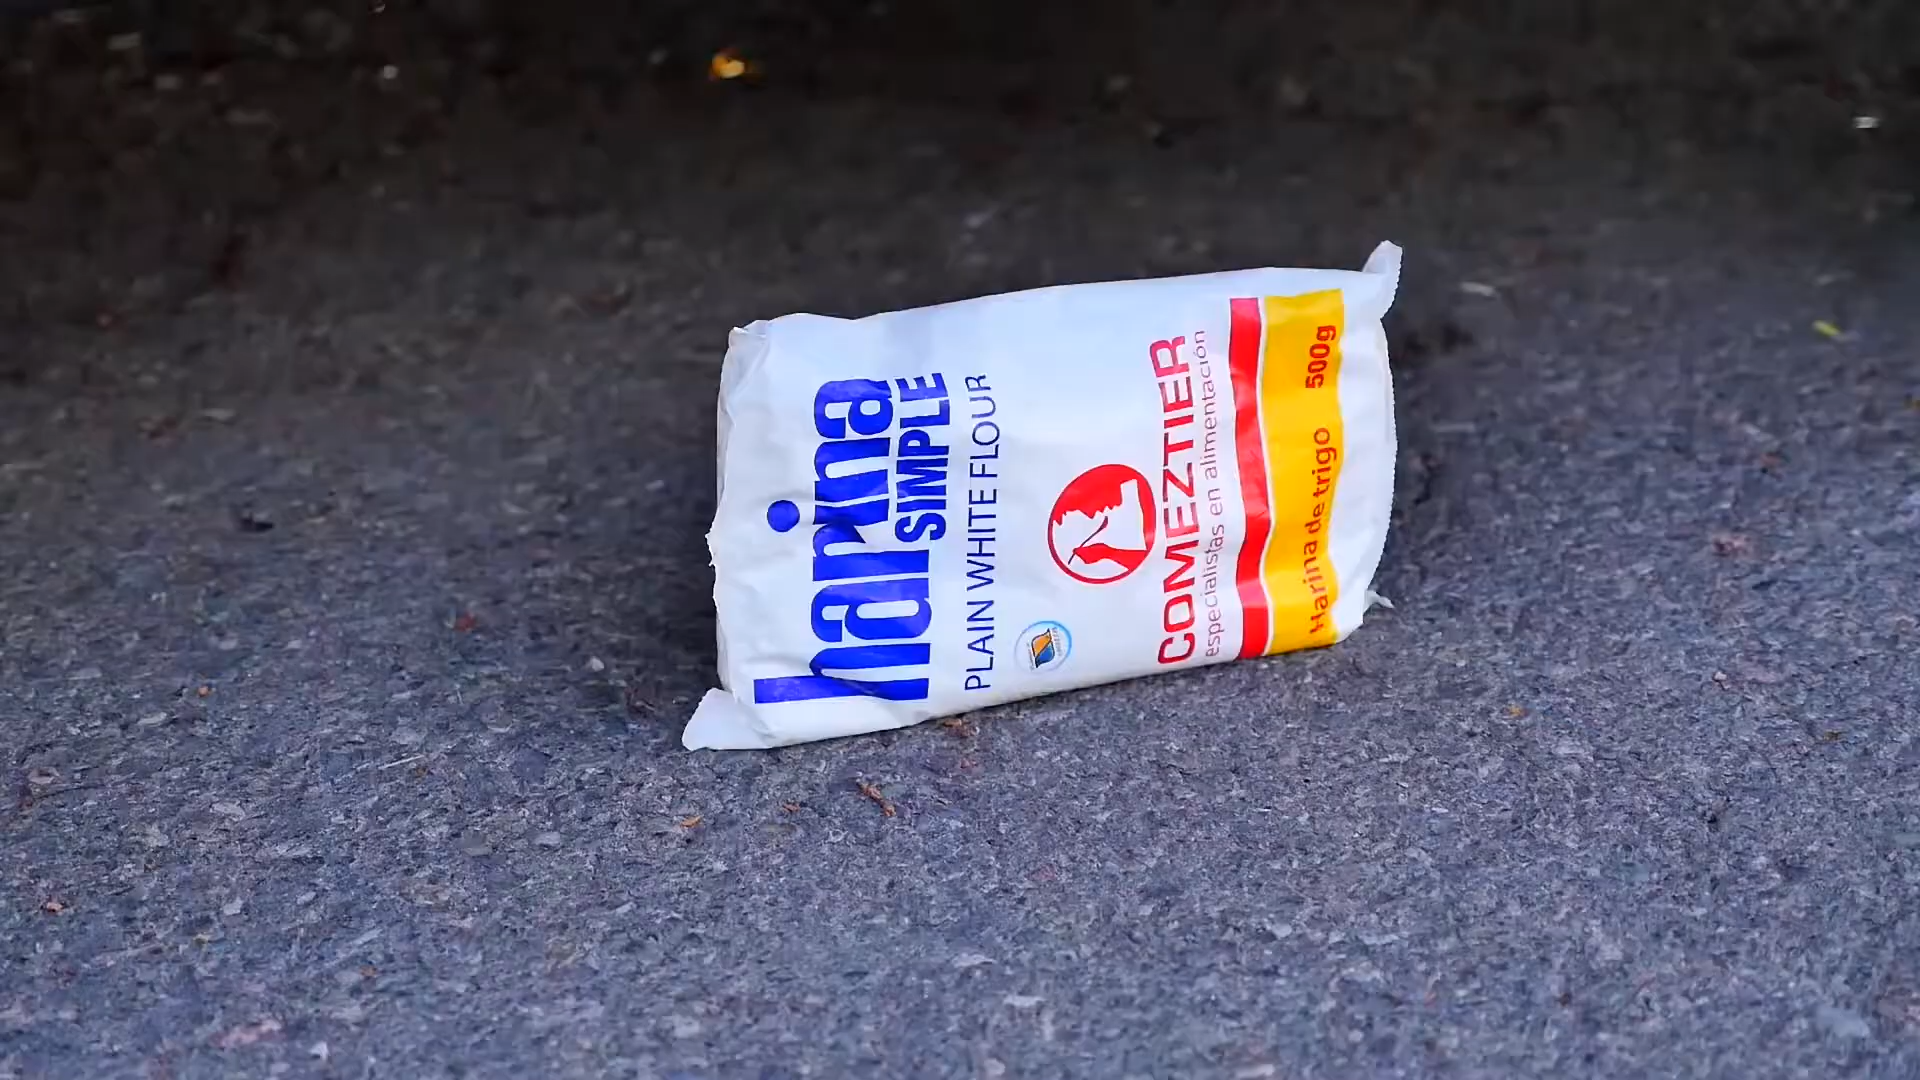 harina
SIMPLE
PLAIN WHITE FLOUR
COMEZTIER
especialistas en alimentación
Harina de trigo 500g